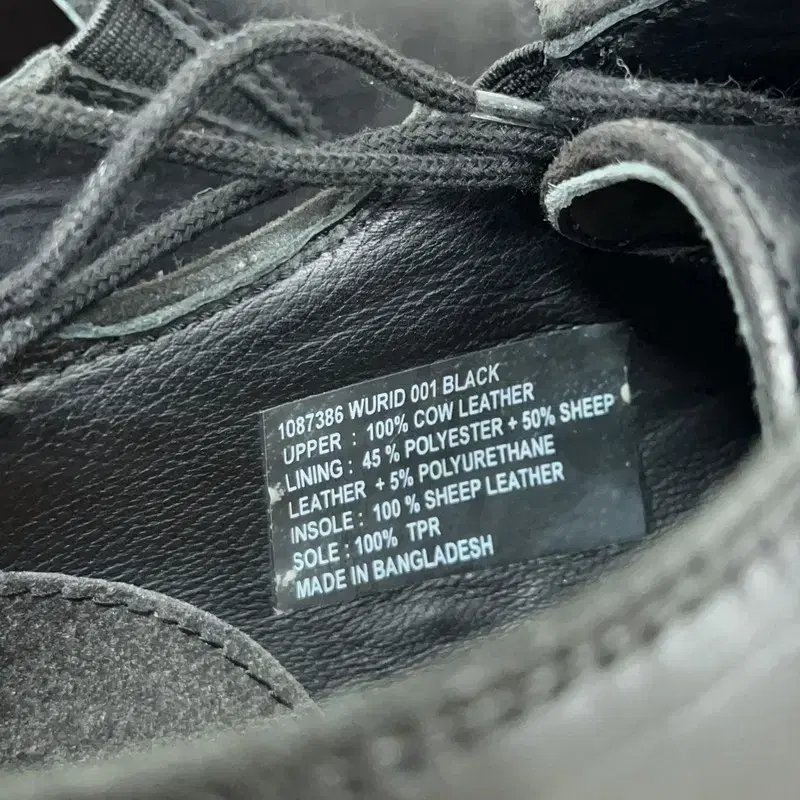 1087386 WURID 001 BLACK
UPPER : 100% COW LEATHER
LINING : 45 % POLYESTER + 50% SHEEP
LEATHER + 5% POLYURETHANE
INSOLE : 100 % SHEEP LEATHER
SOLE : 100% TPR
MADE IN BANGLADESH